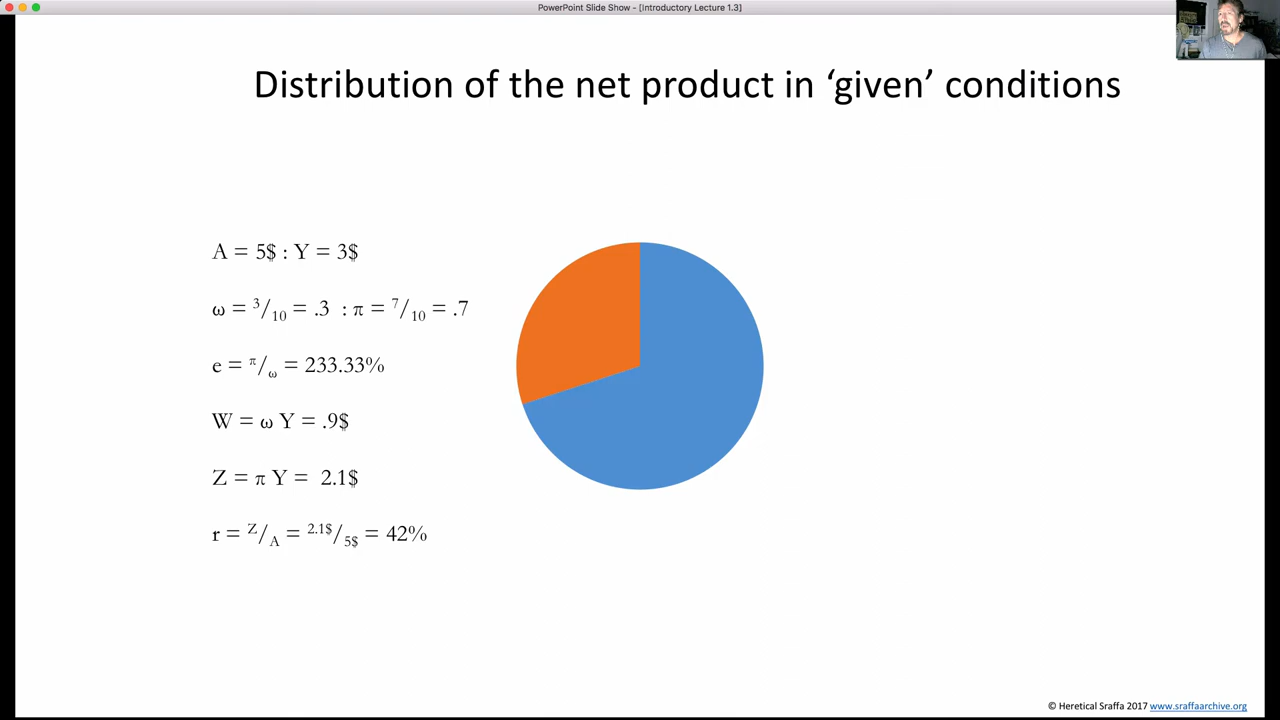 PowerPoint Slide Show - [Introductory Lecture 1.3]
Distribution of the net product in ‘given’ conditions
A = 5$ : Y = 3$
ω = 3/10 = .3 : π = 7/10 = .7
e = π/ω = 233.33%
W = ω Y = .9$
Z = π Y = 2.1$
r = Z/A = 2.1$/5$ = 42%
© Heretical Sraffa 2017 www.sraffaarchive.org